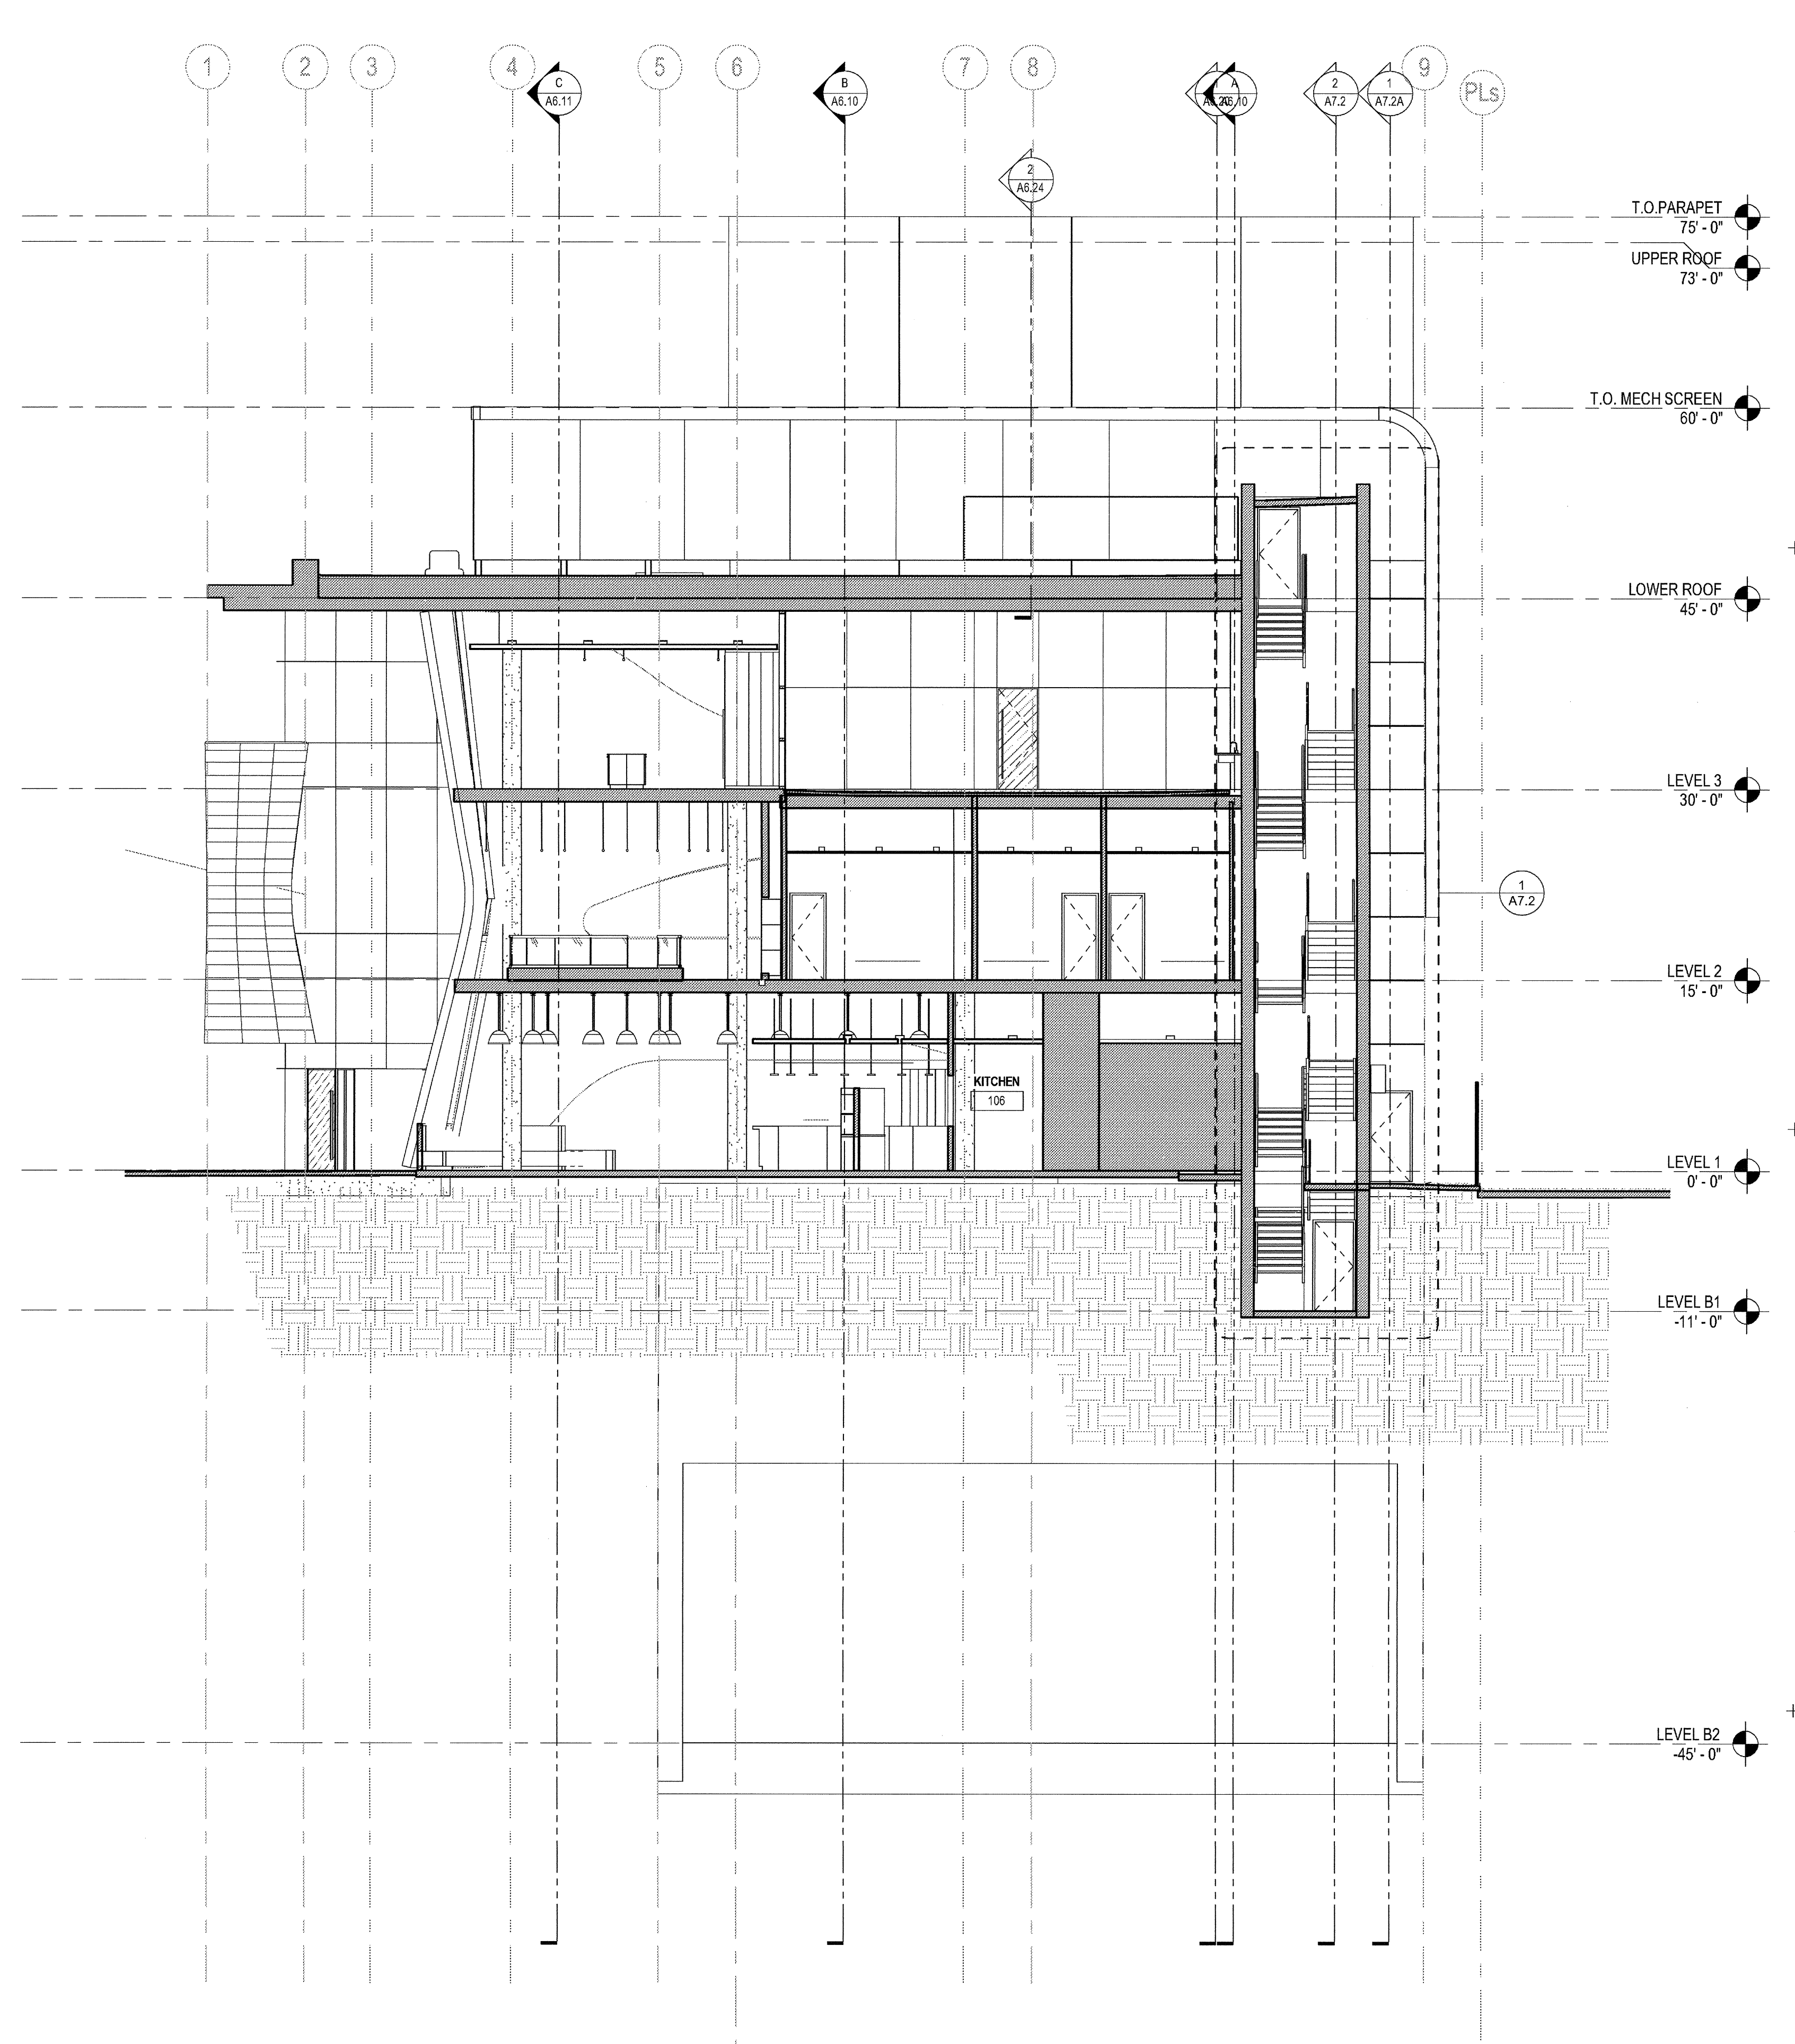 1
2
3
4
5
6
7
8
9
PLs
C
A6.11
B
A6.10
A
A6.10
2
A7.2
1
A7.2A
2
A6.24
T.O.PARAPET
75' - 0"
UPPER ROOF
73' - 0"
T.O. MECH SCREEN
60' - 0"
LOWER ROOF
45' - 0"
LEVEL 3
30' - 0"
1
A7.2
LEVEL 2
15' - 0"
KITCHEN
106
LEVEL 1
0' - 0"
LEVEL B1
-11' - 0"
LEVEL B2
-45' - 0"